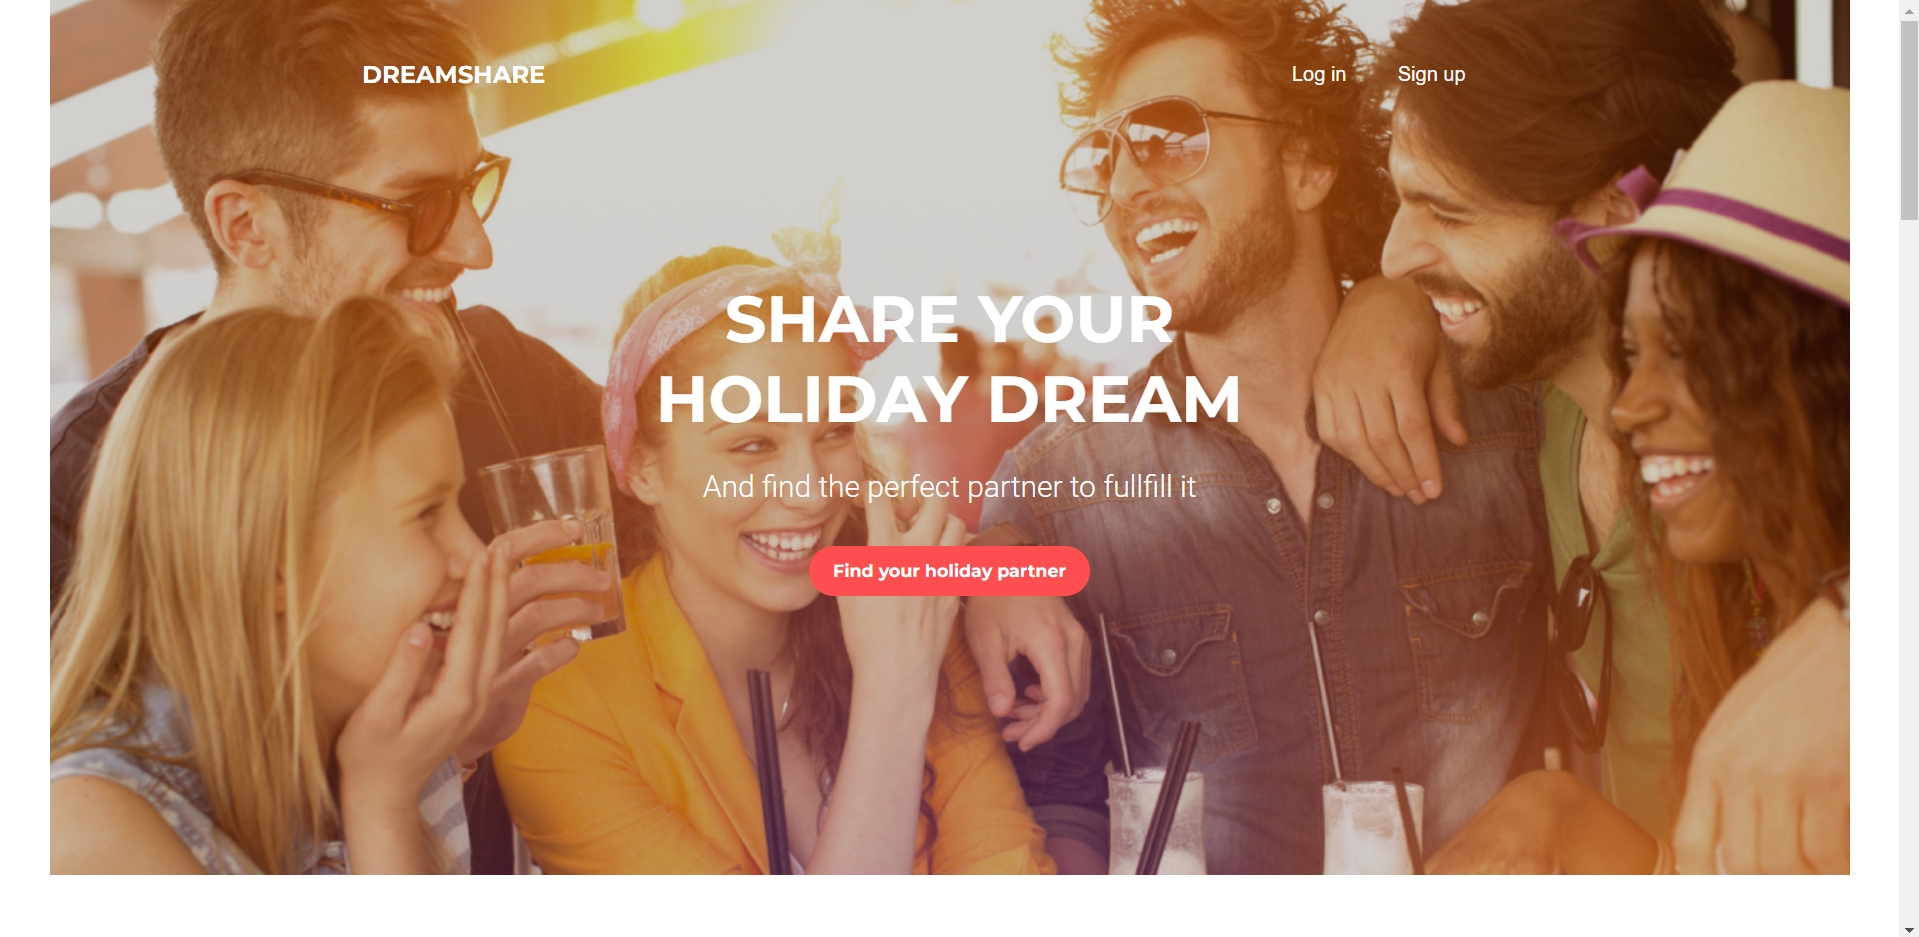 DREAMSHARE
Log in
Sign up
SHARE YOUR
HOLIDAY DREAM
And find the perfect partner to fullfill it
Find your holiday partner